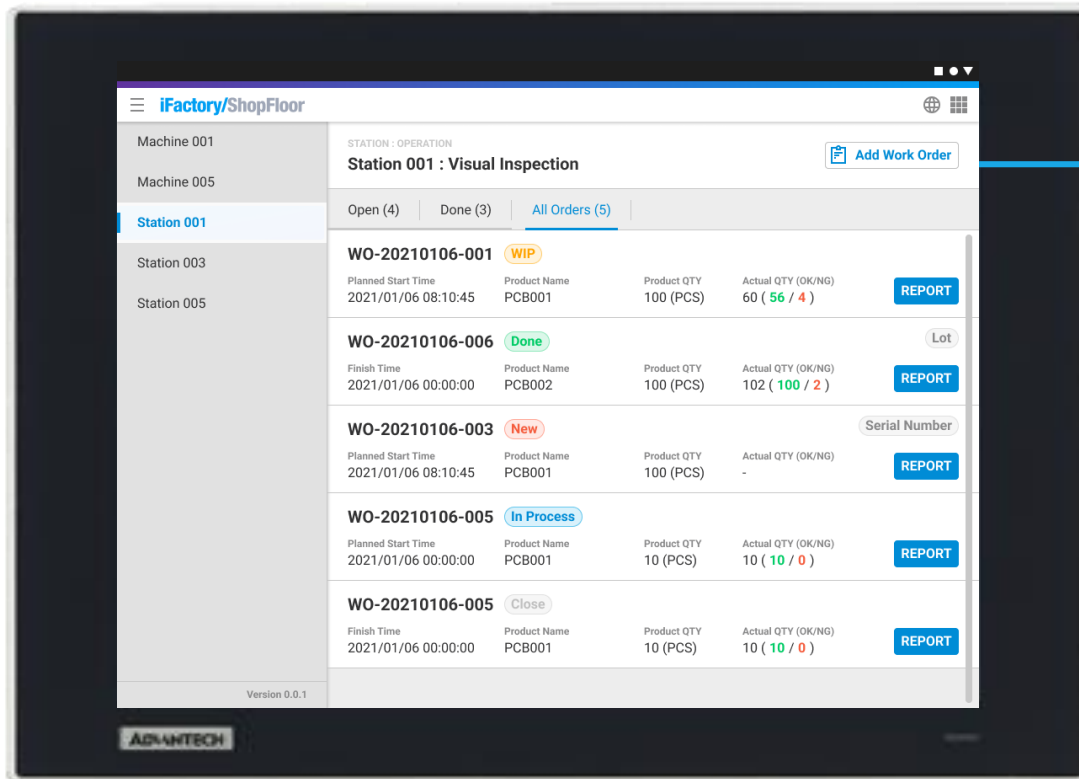 iFactory/ShopFloor
Machine 001
Machine 005
Station 001
Station 003
Station 005
Version 0.0.1
STATION : OPERATION
Station 001 : Visual Inspection
Add Work Order
Open (4) Done (3) All Orders (5)
WO-20210106-001 WIP
Planned Start Time Product Name Product QTY Actual QTY (OK/NG)
2021/01/06 08:10:45 PCB001 100 (PCS) 60 ( 56 / 4 ) REPORT
WO-20210106-006 Done Lot
Finish Time Product Name Product QTY Actual QTY (OK/NG)
2021/01/06 00:00:00 PCB002 100 (PCS) 102 ( 100 / 2 ) REPORT
WO-20210106-003 New Serial Number
Planned Start Time Product Name Product QTY Actual QTY (OK/NG)
2021/01/06 08:10:45 PCB001 100 (PCS) - REPORT
WO-20210106-005 In Process
Planned Start Time Product Name Product QTY Actual QTY (OK/NG)
2021/01/06 00:00:00 PCB001 10 (PCS) 10 ( 10 / 0 ) REPORT
WO-20210106-005 Close
Finish Time Product Name Product QTY Actual QTY (OK/NG)
2021/01/06 00:00:00 PCB001 10 (PCS) 10 ( 10 / 0 ) REPORT
ADVANTECH